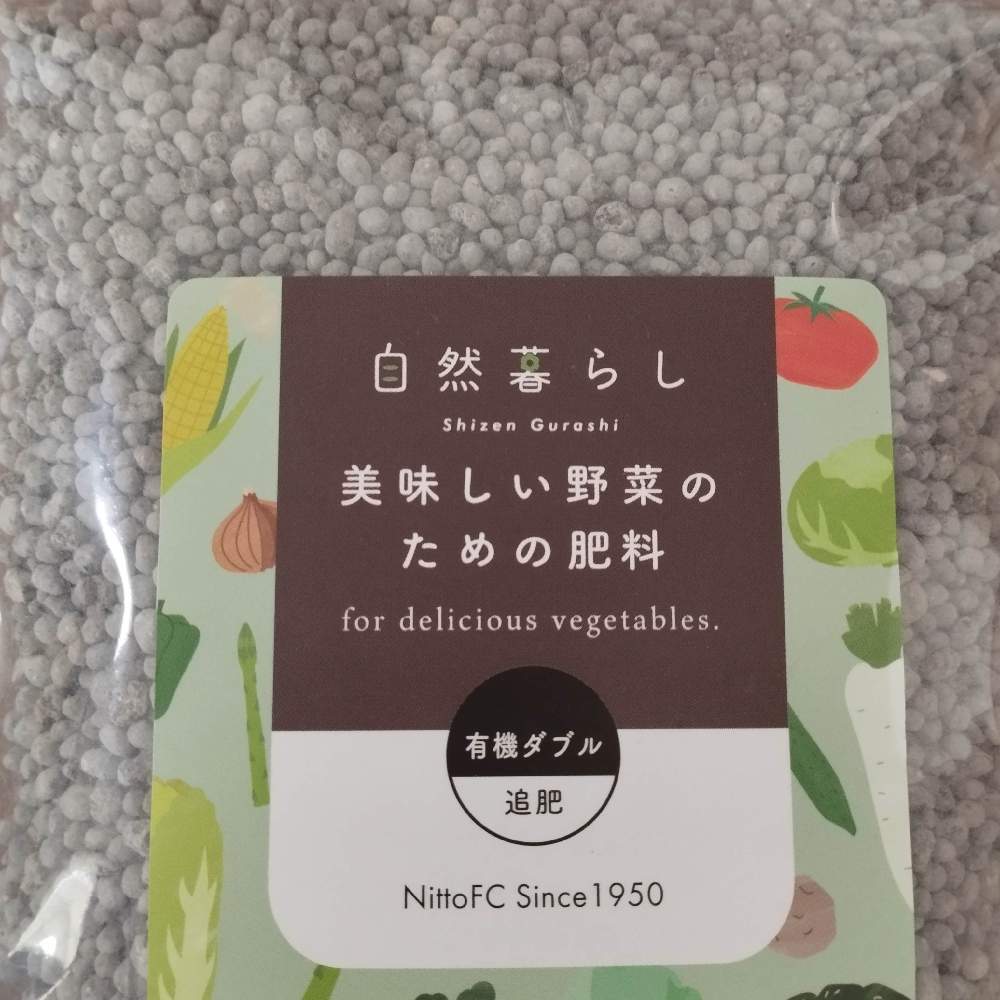 自然暮らし
Shizen Gurashi
美味しい野菜の
ための肥料
for delicious vegetables.
有機ダブル
追肥
NittoFC Since1950